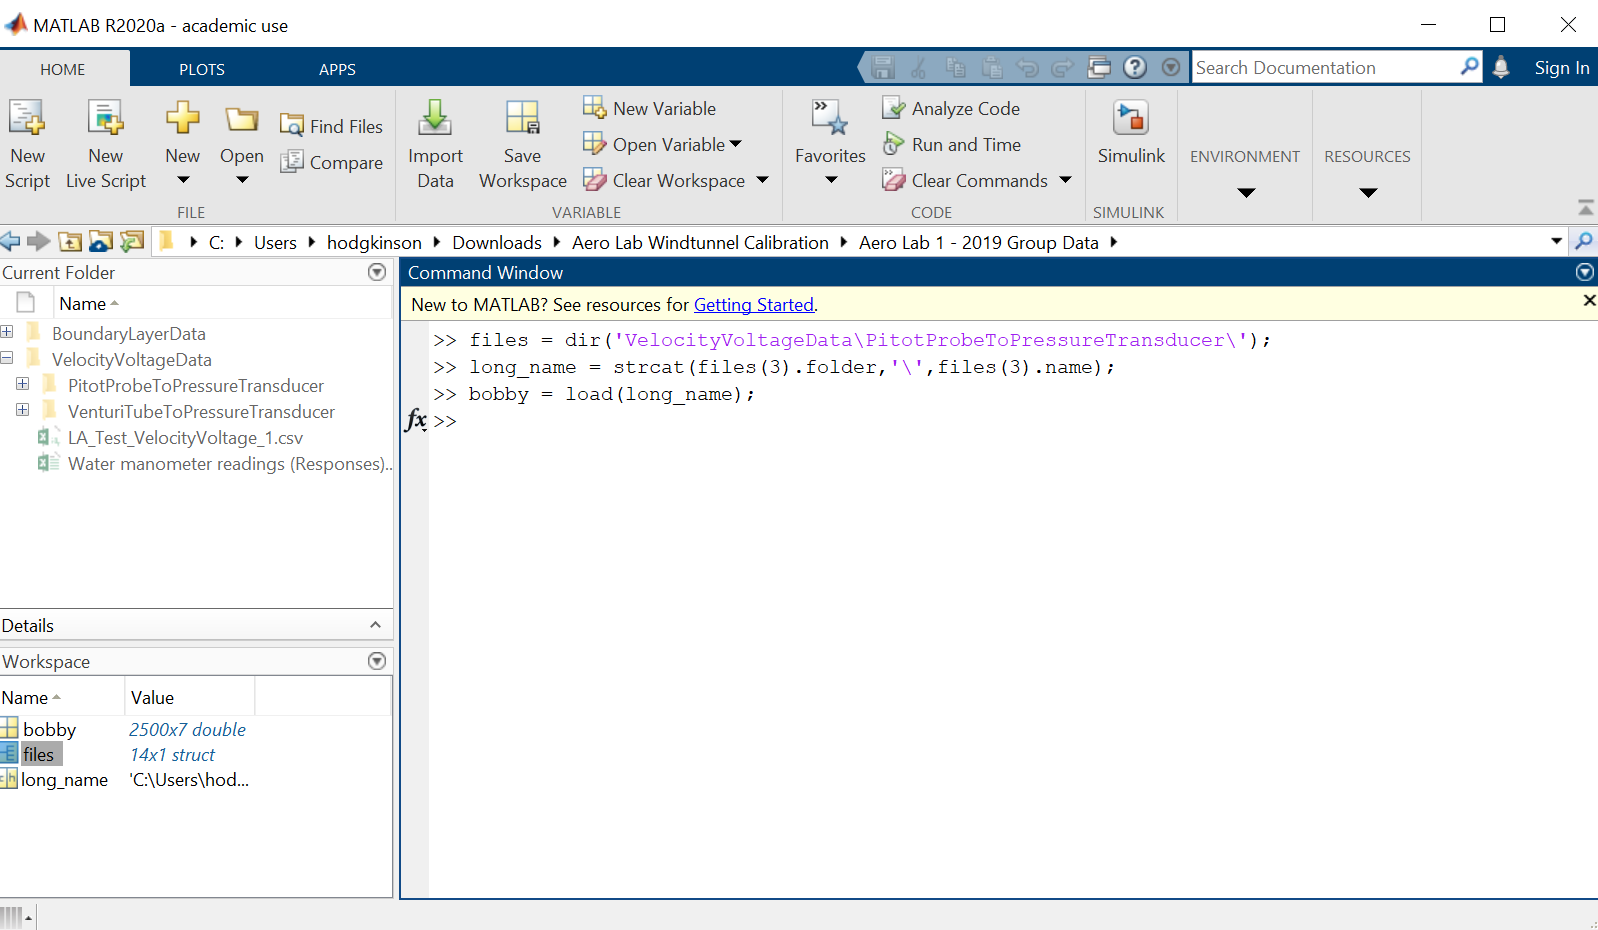 MATLAB R2020a - academic use
HOME PLOTS APPS
Search Documentation
Sign In
New Script
New Live Script
New
Open
Find Files
Compare
FILE
Import Data
Save Workspace
New Variable
Open Variable
Clear Workspace
VARIABLE
Favorites
Analyze Code
Run and Time
Clear Commands
CODE
Simulink
SIMULINK
ENVIRONMENT
RESOURCES
C: Users hodgkinson Downloads Aero Lab Windtunnel Calibration Aero Lab 1 - 2019 Group Data
Current Folder
Name
BoundaryLayerData
VelocityVoltageData
PitotProbeToPressureTransducer
VenturiTubeToPressureTransducer
LA_Test_VelocityVoltage_1.csv
Water manometer readings (Responses)..
Details
Workspace
Name Value
bobby 2500x7 double
files 14x1 struct
long_name 'C:\Users\hod...
Command Window
New to MATLAB? See resources for Getting Started.
>> files = dir('VelocityVoltageData\PitotProbeToPressureTransducer\');
>> long_name = strcat(files(3).folder,'\',files(3).name);
>> bobby = load(long_name);
fx >>